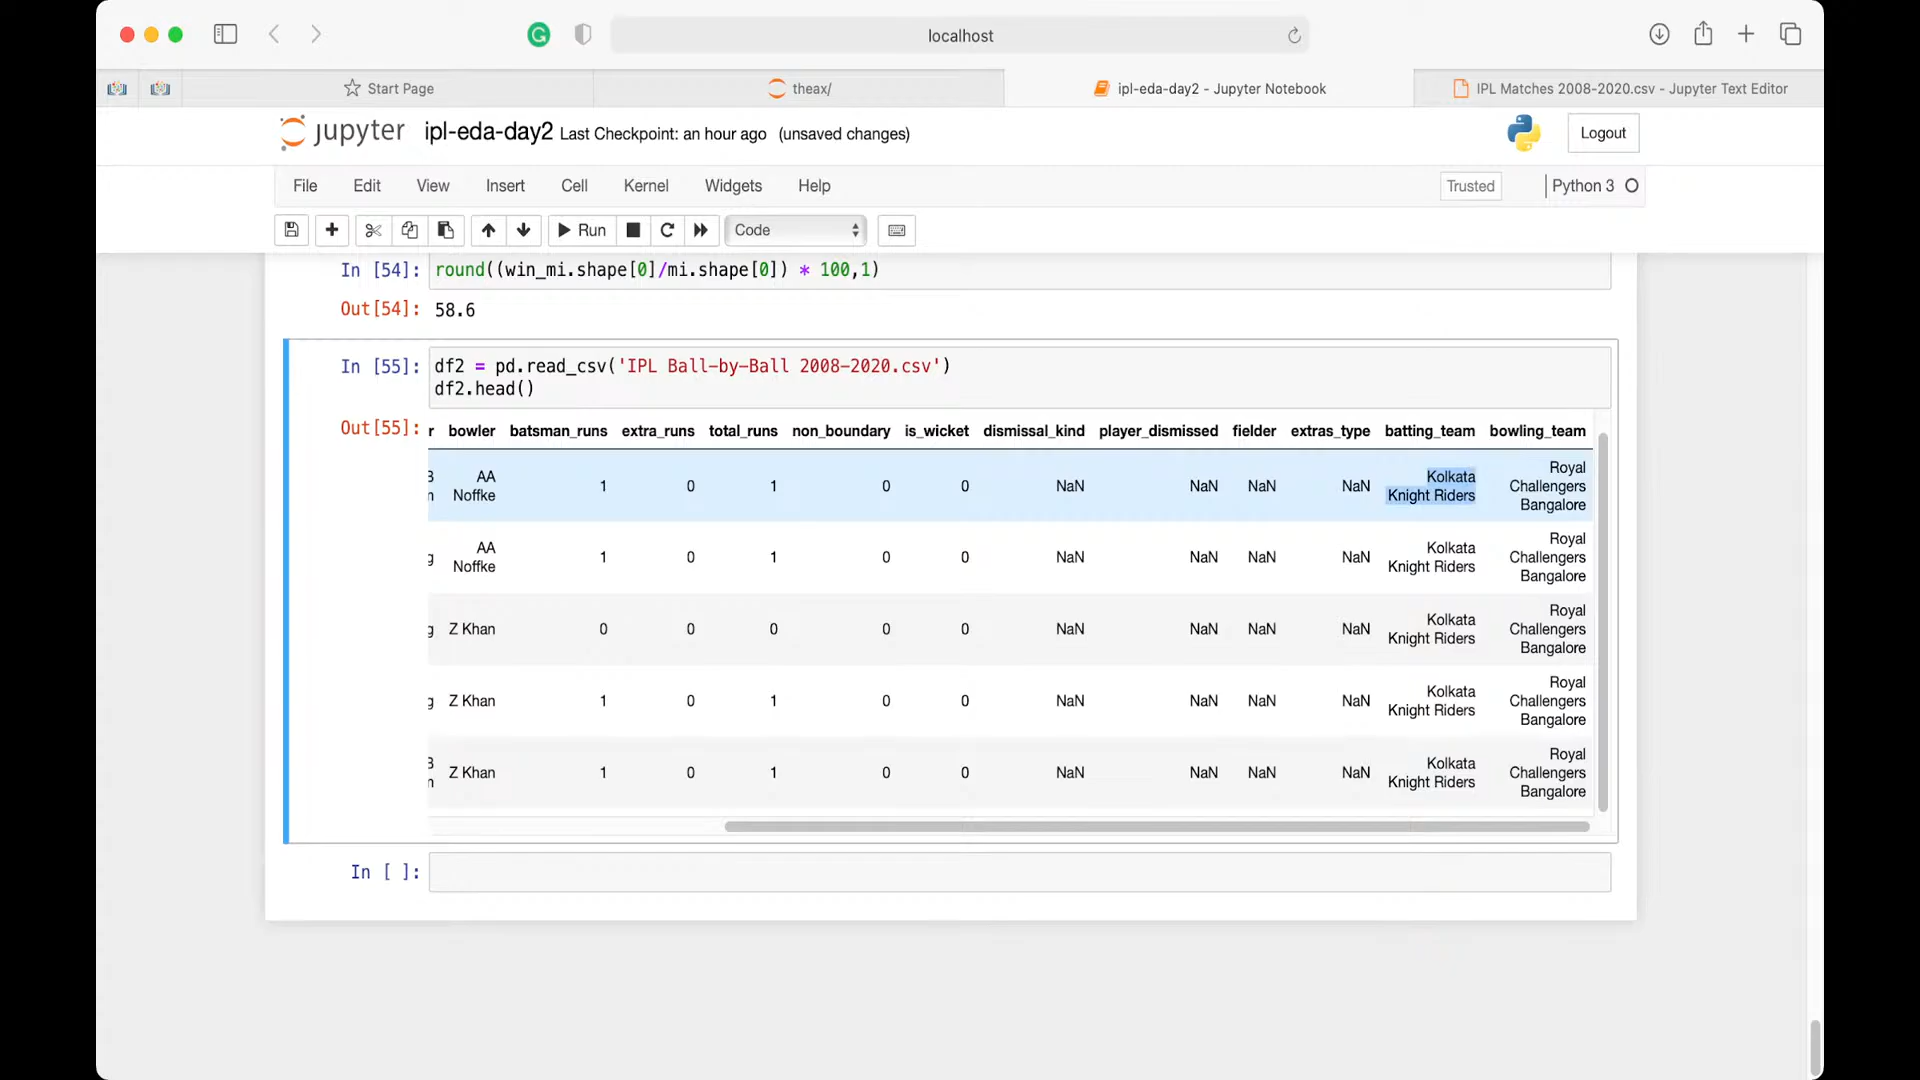 localhost
Start Page
theax/
ipl-eda-day2 - Jupyter Notebook
IPL Matches 2008-2020.csv - Jupyter Text Editor
jupyter ipl-eda-day2 Last Checkpoint: an hour ago (unsaved changes)
Logout
File Edit View Insert Cell Kernel Widgets Help
Trusted
Python 3
Run
Code
In [54]: round((win_mi.shape[0]/mi.shape[0]) * 100,1)
Out[54]: 58.6
In [55]: df2 = pd.read_csv('IPL Ball-by-Ball 2008-2020.csv')
df2.head()
Out[55]: r bowler batsman_runs extra_runs total_runs non_boundary is_wicket dismissal_kind player_dismissed fielder extras_type batting_team bowling_team
AA Noffke 1 0 1 0 0 NaN NaN NaN NaN Kolkata Knight Riders Royal Challengers Bangalore
g AA Noffke 1 0 1 0 0 NaN NaN NaN NaN Kolkata Knight Riders Royal Challengers Bangalore
g Z Khan 0 0 0 0 0 NaN NaN NaN NaN Kolkata Knight Riders Royal Challengers Bangalore
g Z Khan 1 0 1 0 0 NaN NaN NaN NaN Kolkata Knight Riders Royal Challengers Bangalore
Z Khan 1 0 1 0 0 NaN NaN NaN NaN Kolkata Knight Riders Royal Challengers Bangalore
In [ ]: